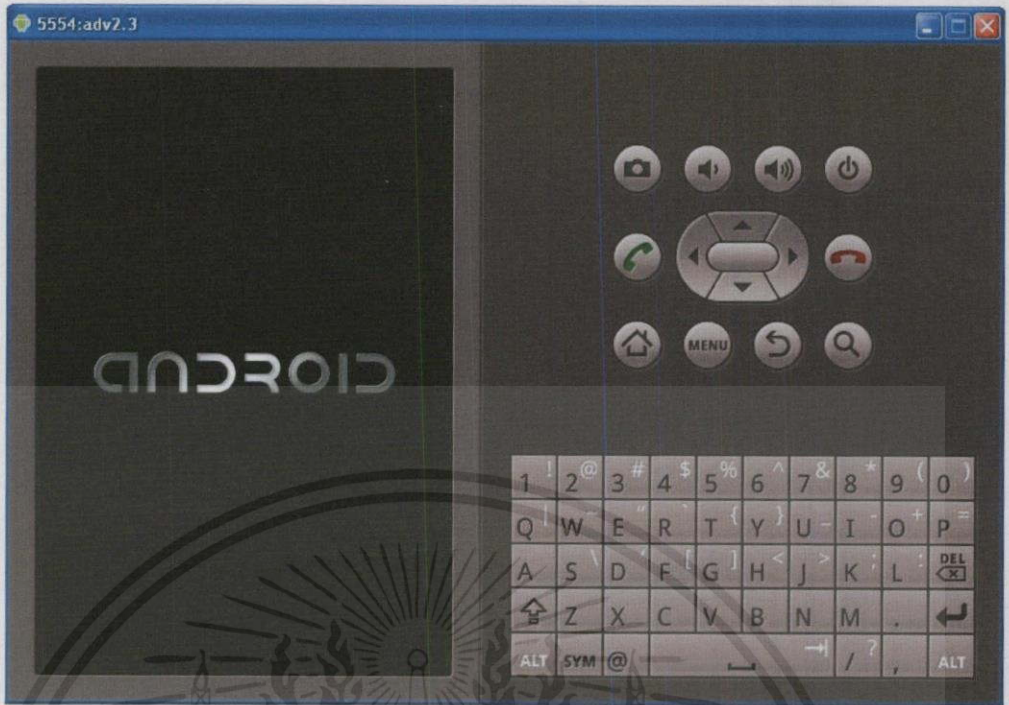 5554:adv2.3
ANDROID
MENU
1 ! 2 @ 3 # 4 $ 5 % 6 ^ 7 & 8 * 9 ( 0 )
Q | W ~ E " R ` T { Y } U _ I - O + P =
A S \ D ' F [ G ] H < J > K ; L : DEL
Z X C V B N M .
ALT SYM @ / ? , ALT